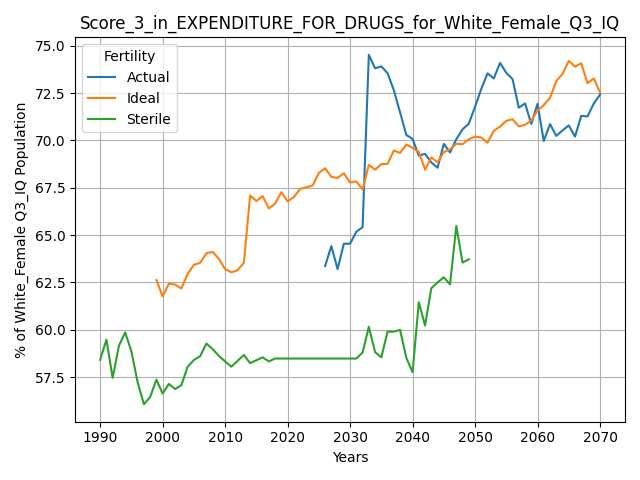 Score_3_in_EXPENDITURE_FOR_DRUGS_for_White_Female_Q3_IQ
Fertility
Actual
Ideal
Sterile
% of White_Female Q3_IQ Population
75.0
72.5
70.0
67.5
65.0
62.5
60.0
57.5
1990 2000 2010 2020 2030 2040 2050 2060 2070
Years